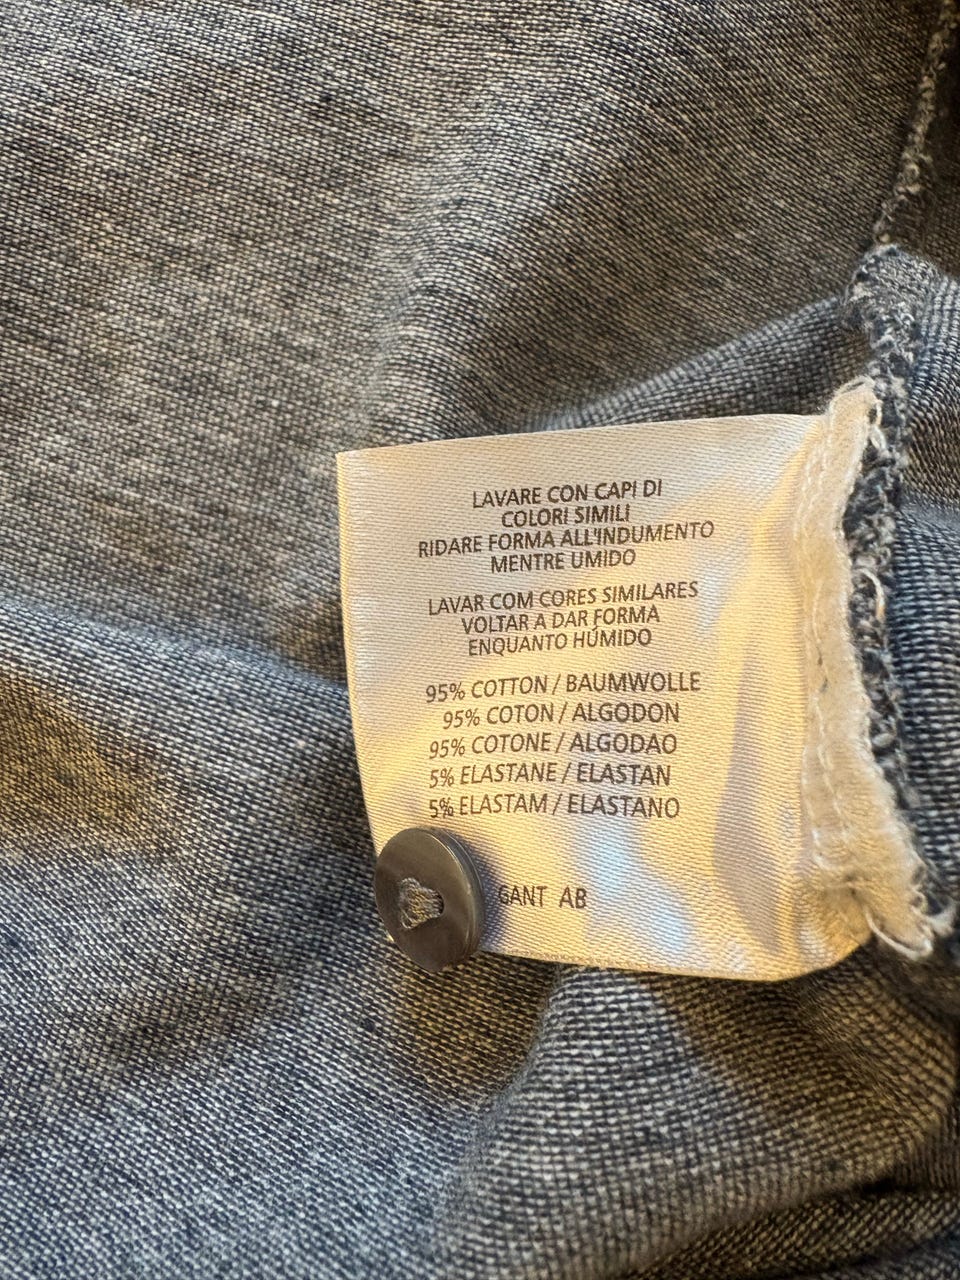 LAVARE CON CAPI DI
COLORI SIMILI
RIDARE FORMA ALL'INDUMENTO
MENTRE UMIDO
LAVAR COM CORES SIMILARES
VOLTAR A DAR FORMA
ENQUANTO HÚMIDO
95% COTTON / BAUMWOLLE
95% COTON / ALGODON
95% COTONE / ALGODAO
5% ELASTANE / ELASTAN
5% ELASTAM / ELASTANO
GANT AB